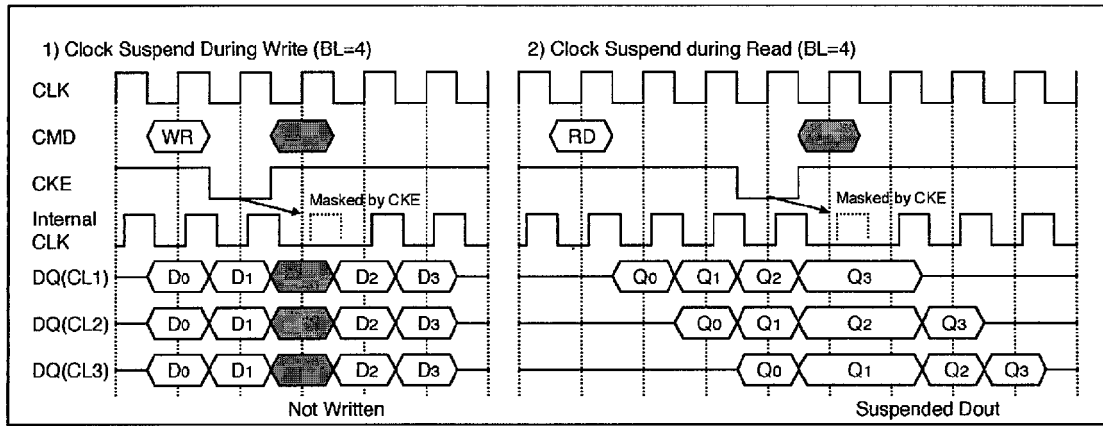 1) Clock Suspend During Write (BL=4)
2) Clock Suspend during Read (BL=4)
CLK
CMD WR RD
CKE
Masked by CKE Masked by CKE
Internal
CLK
DQ(CL1) D0 D1 D2 D3 Q0 Q1 Q2 Q3
DQ(CL2) D0 D1 D2 D3 Q0 Q1 Q2 Q3
DQ(CL3) D0 D1 D2 D3 Q0 Q1 Q2 Q3
Not Written Suspended Dout